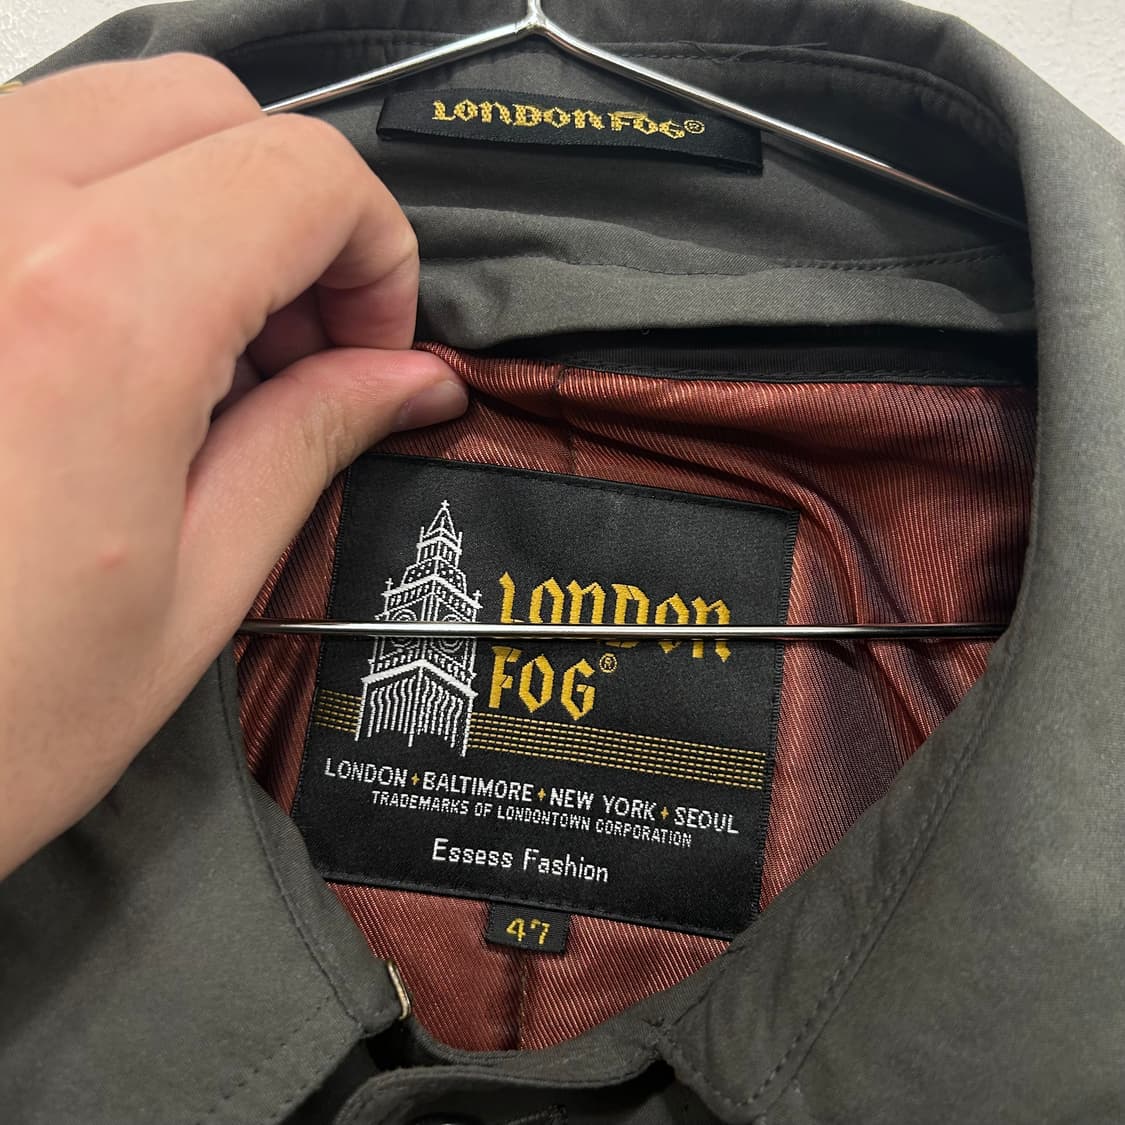 LONDON FOG®
LONDON
FOG®
LONDON ✦ BALTIMORE ✦ NEW YORK ✦ SEOUL
TRADEMARKS OF LONDONTOWN CORPORATION
Essess Fashion
47